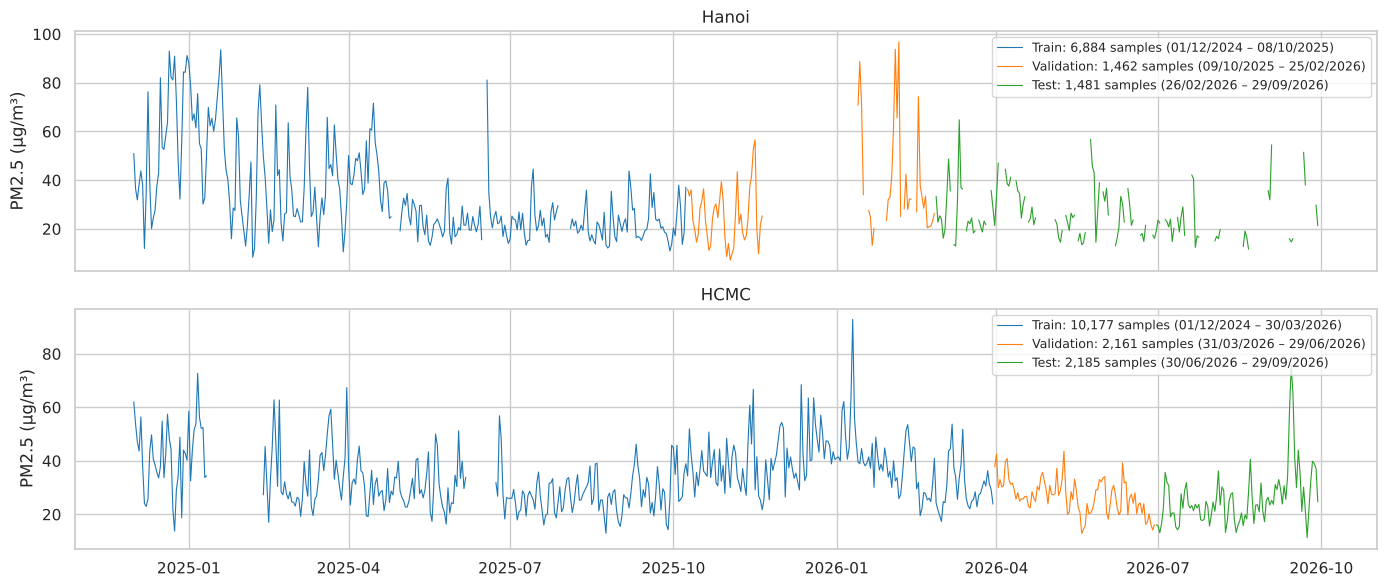 Hanoi
PM2.5 (µg/m³)
100
80
60
40
20
Train: 6,884 samples (01/12/2024 – 08/10/2025)
Validation: 1,462 samples (09/10/2025 – 25/02/2026)
Test: 1,481 samples (26/02/2026 – 29/09/2026)
HCMC
PM2.5 (µg/m³)
80
60
40
20
Train: 10,177 samples (01/12/2024 – 30/03/2026)
Validation: 2,161 samples (31/03/2026 – 29/06/2026)
Test: 2,185 samples (30/06/2026 – 29/09/2026)
2025-01 2025-04 2025-07 2025-10 2026-01 2026-04 2026-07 2026-10